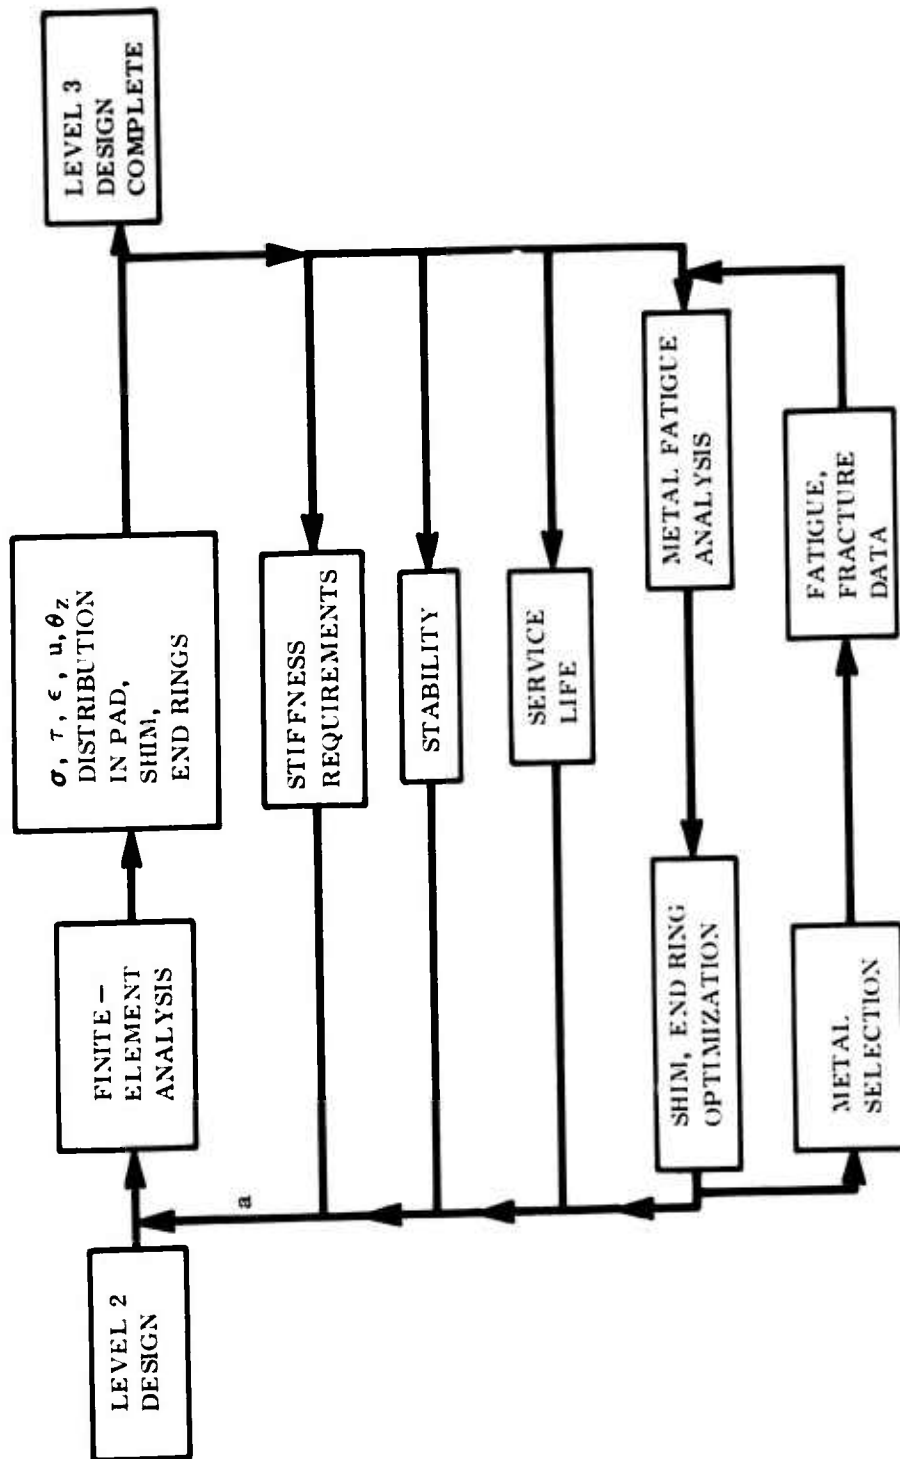 LEVEL 2
DESIGN
FINITE-
ELEMENT
ANALYSIS
σ, τ, ϵ, u, θZ
DISTRIBUTION
IN PAD,
SHIM,
END RINGS
LEVEL 3
DESIGN
COMPLETE
a
STIFFNESS
REQUIREMENTS
STABILITY
SERVICE
LIFE
SHIM, END RING
OPTIMIZATION
METAL FATIGUE
ANALYSIS
METAL
SELECTION
FATIGUE,
FRACTURE
DATA